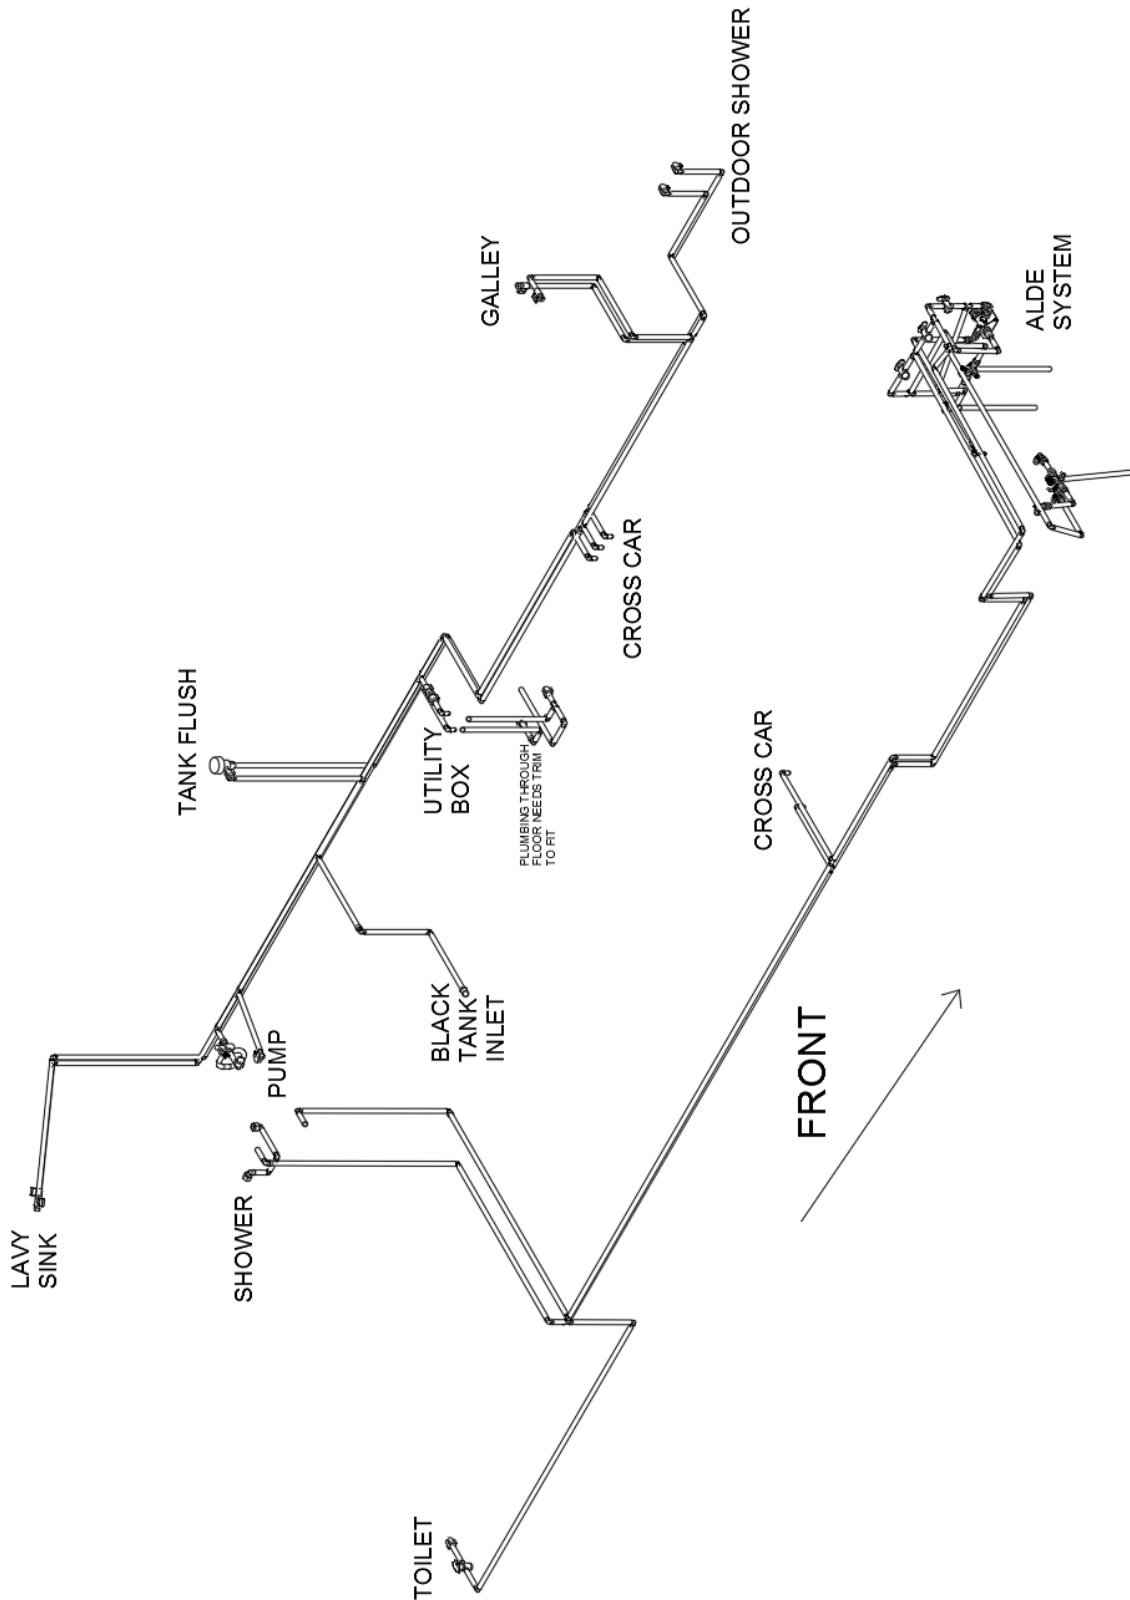 LAVY
SINK
TANK FLUSH
GALLEY
OUTDOOR SHOWER
SHOWER
PUMP
BLACK
TANK
INLET
UTILITY
BOX
PLUMBING THROUGH
FLOOR NEEDS TRIM
TO FIT
CROSS CAR
ALDE
SYSTEM
TOILET
FRONT
CROSS CAR